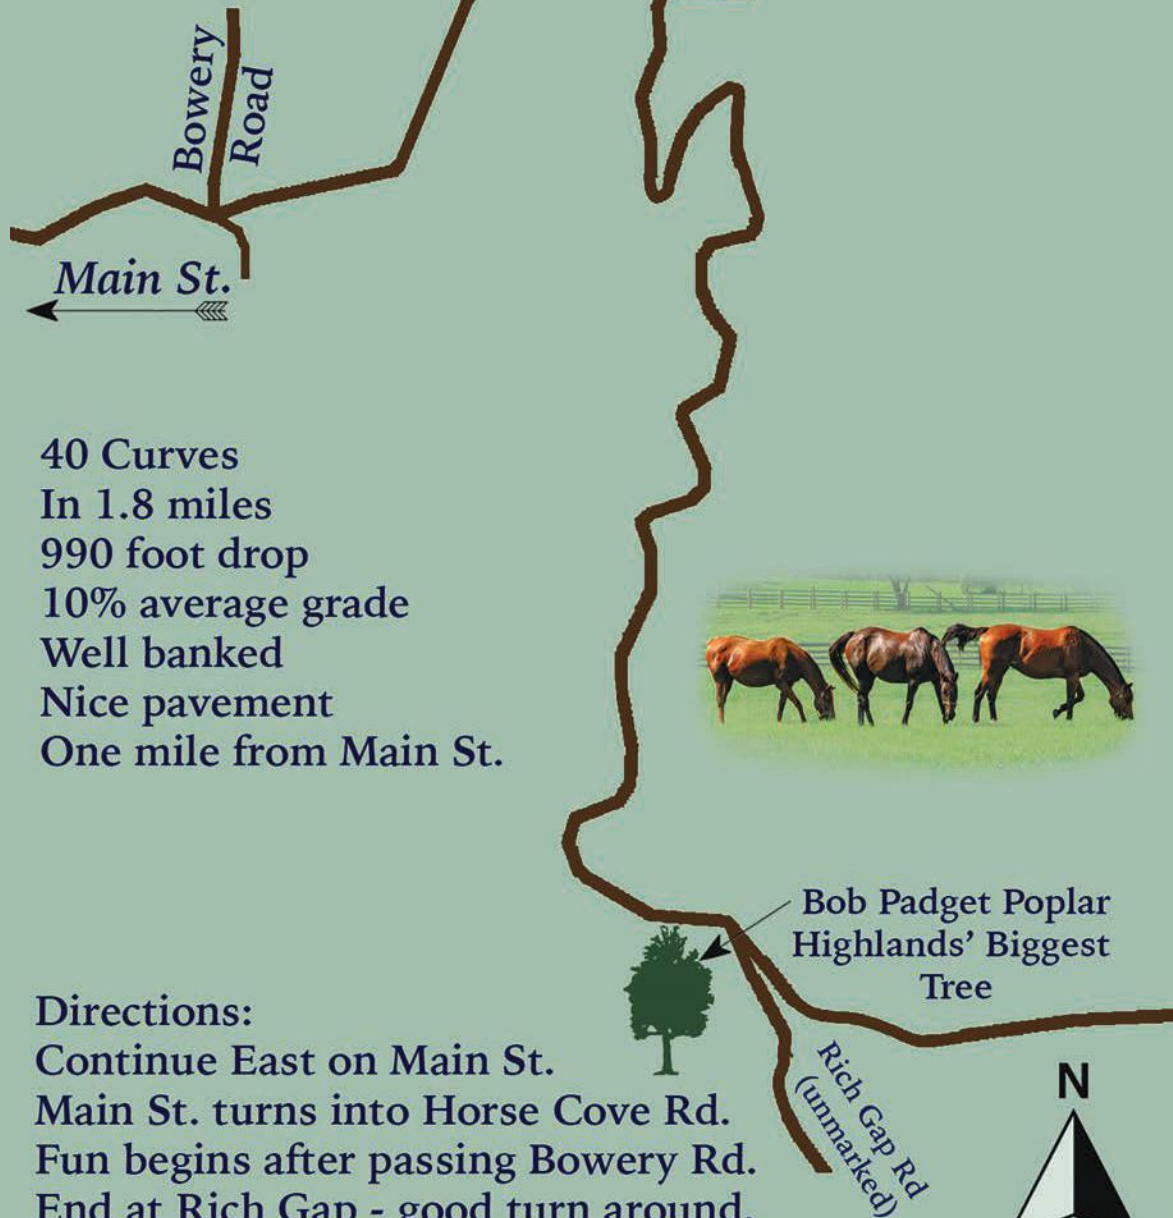 Bowery
Road
Main St.
40 Curves
In 1.8 miles
990 foot drop
10% average grade
Well banked
Nice pavement
One mile from Main St.
Bob Padget Poplar
Highlands’ Biggest
Tree
Directions:
Continue East on Main St.
Main St. turns into Horse Cove Rd.
Fun begins after passing Bowery Rd.
End at Rich Gap - good turn around.
Rich Gap Rd
(unmarked)
N